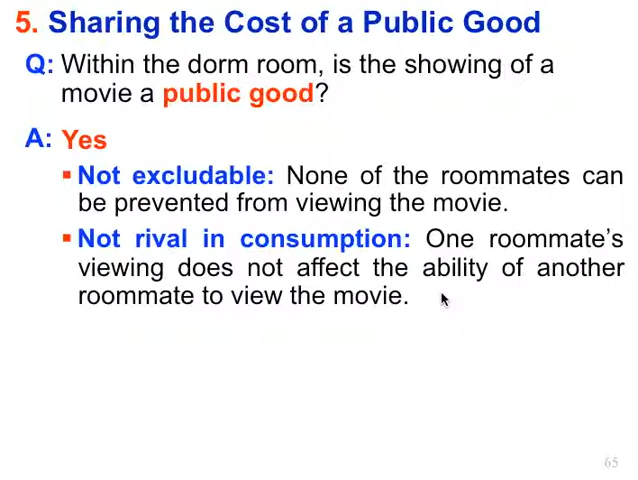 5. Sharing the Cost of a Public Good
Q: Within the dorm room, is the showing of a
movie a public good?
A: Yes
▪ Not excludable: None of the roommates can
be prevented from viewing the movie.
▪ Not rival in consumption: One roommate’s
viewing does not affect the ability of another
roommate to view the movie.
65